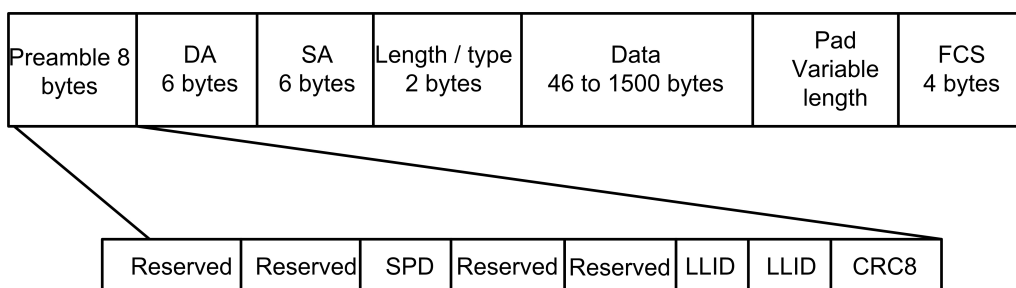 Preamble 8
bytes
DA
6 bytes
SA
6 bytes
Length / type
2 bytes
Data
46 to 1500 bytes
Pad
Variable
length
FCS
4 bytes
Reserved
Reserved
SPD
Reserved
Reserved
LLID
LLID
CRC8